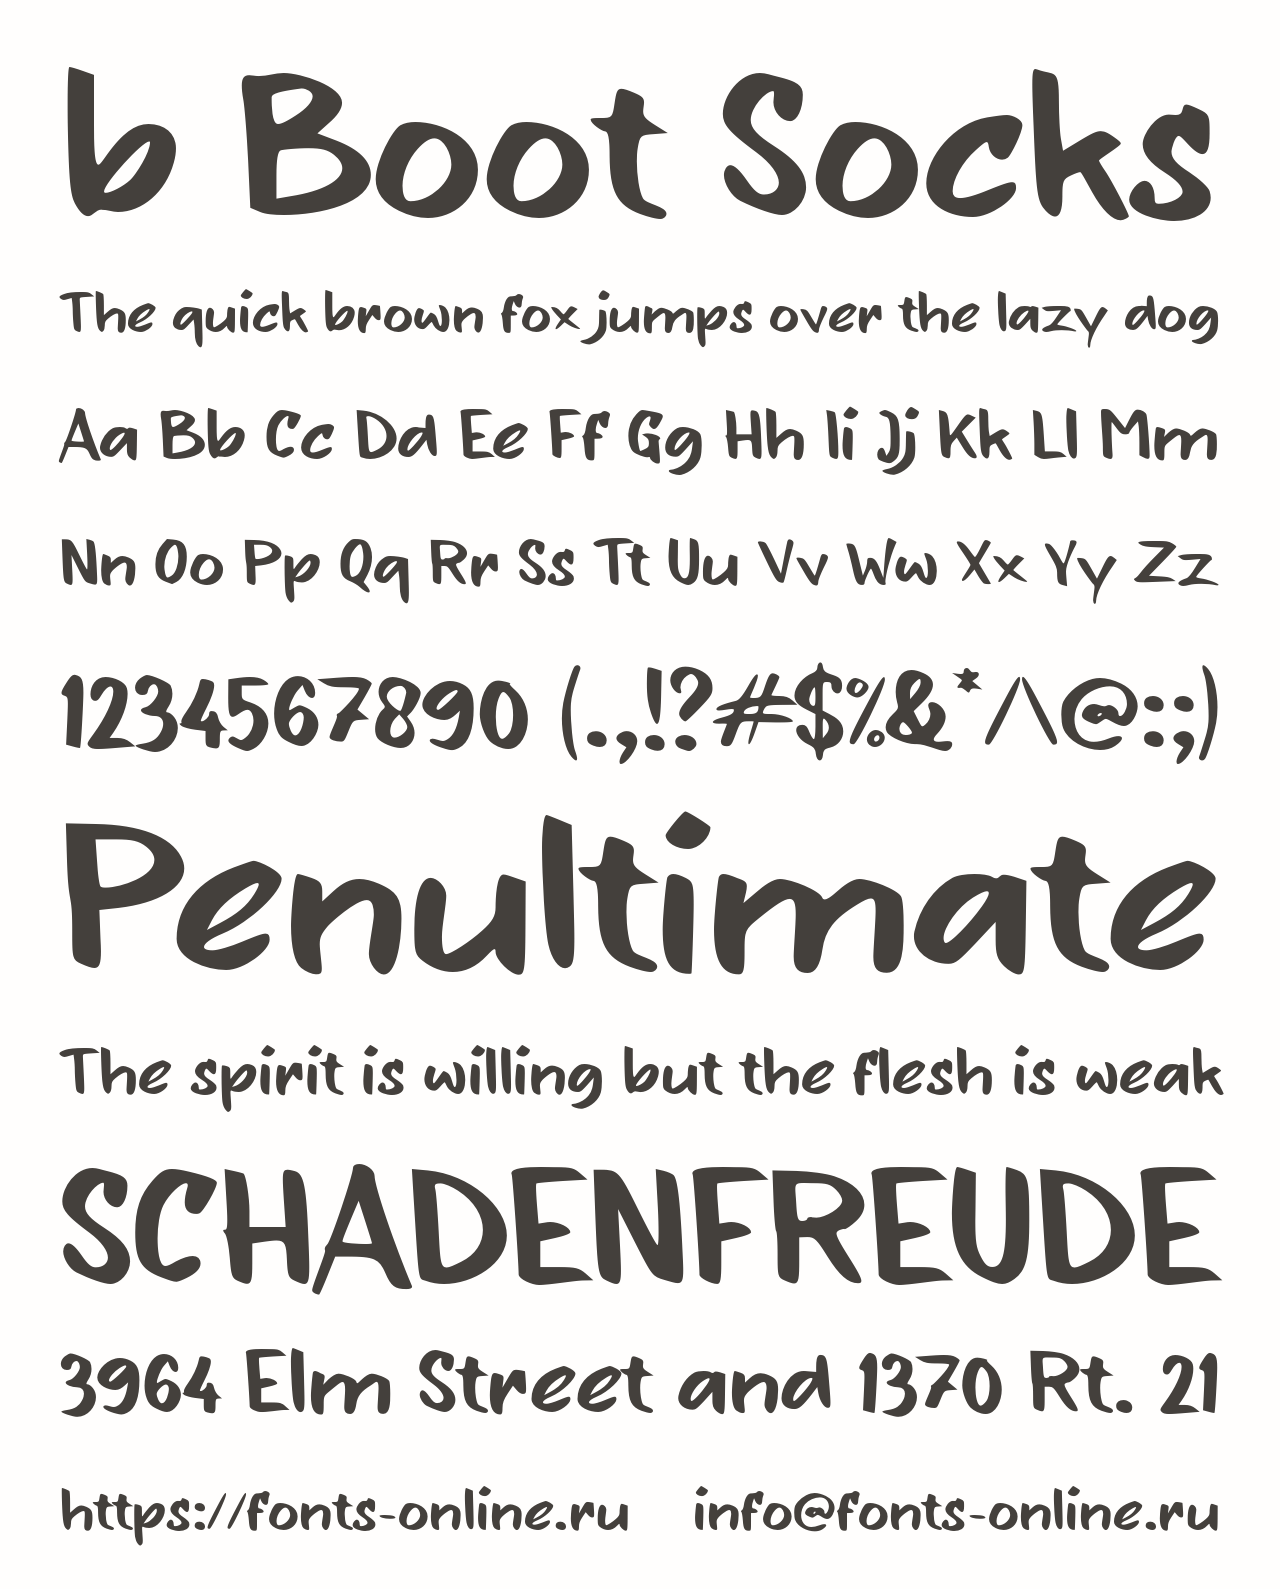 b Boot Socks
The quick brown fox jumps over the lazy dog
Aa Bb Cc Dd Ee Ff Gg Hh Ii Jj Kk Ll Mm
Nn Oo Pp Qq Rr Ss Tt Uu Vv Ww Xx Yy Zz
1234567890 (.,!?#$%&*/\@:;)
Penultimate
The spirit is willing but the flesh is weak
SCHADENFREUDE
3964 Elm Street and 1370 Rt. 21
https://fonts-online.ru info@fonts-online.ru